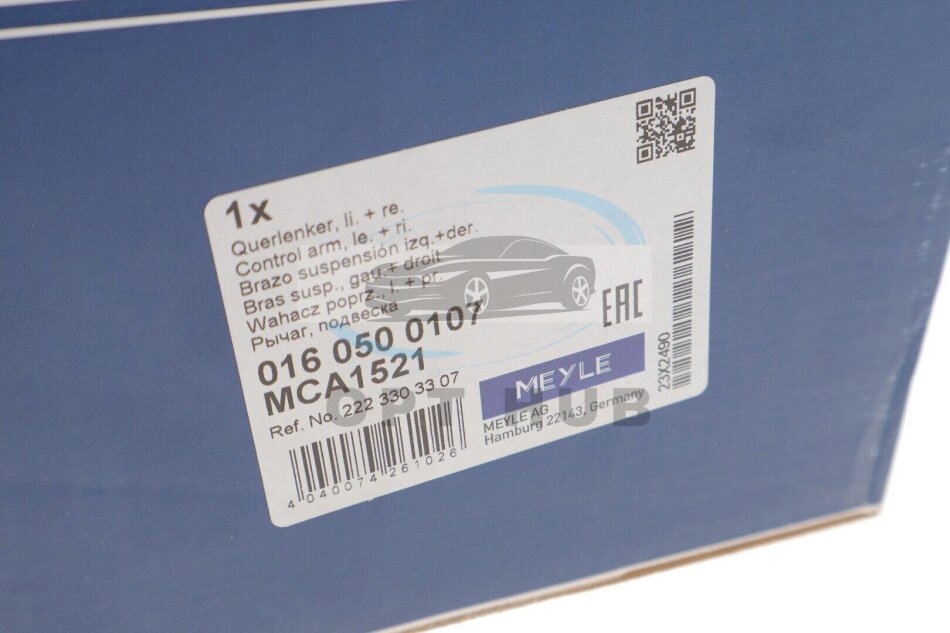 1x
Querlenker, li. + re.
Control arm, le. + ri.
Brazo suspensión izq.+der.
Bras susp., gau.+ droit
Wahacz poprz., l. + pr.
Рычаг, подвеска
016 050 0107
MCA1521
Ref. No. 222 330 33 07
4 040074 261026
EAC
MEYLE
MEYLE AG
Hamburg 22143, Germany
23X2490
OPT HUB